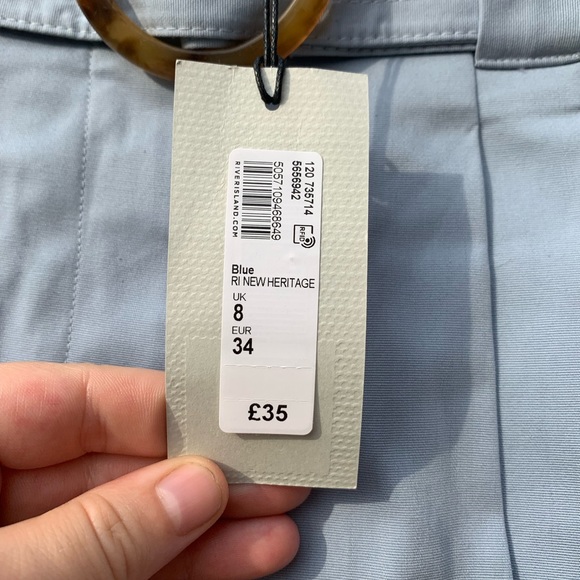 120 735714
5656942
RFID
5057109468649
RIVERISLAND.COM
Blue
RI NEW HERITAGE
UK
8
EUR
34
£35